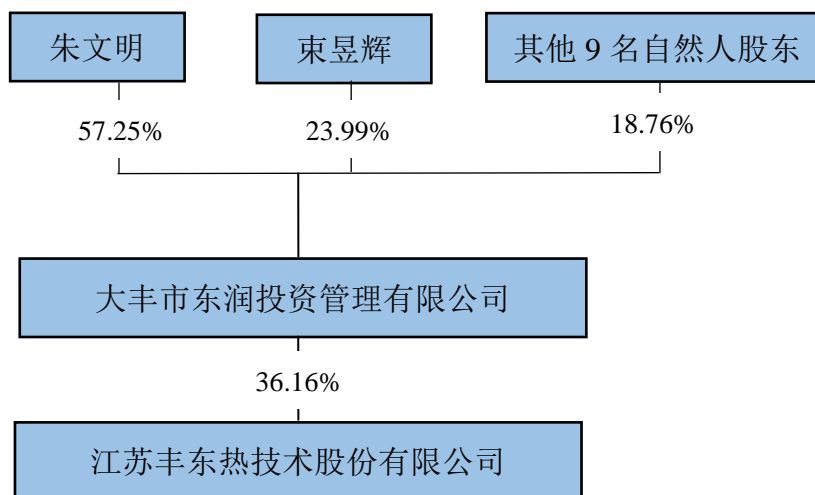 朱文明
束昱辉
其他 9 名自然人股东
57.25%
23.99%
18.76%
大丰市东润投资管理有限公司
36.16%
江苏丰东热技术股份有限公司